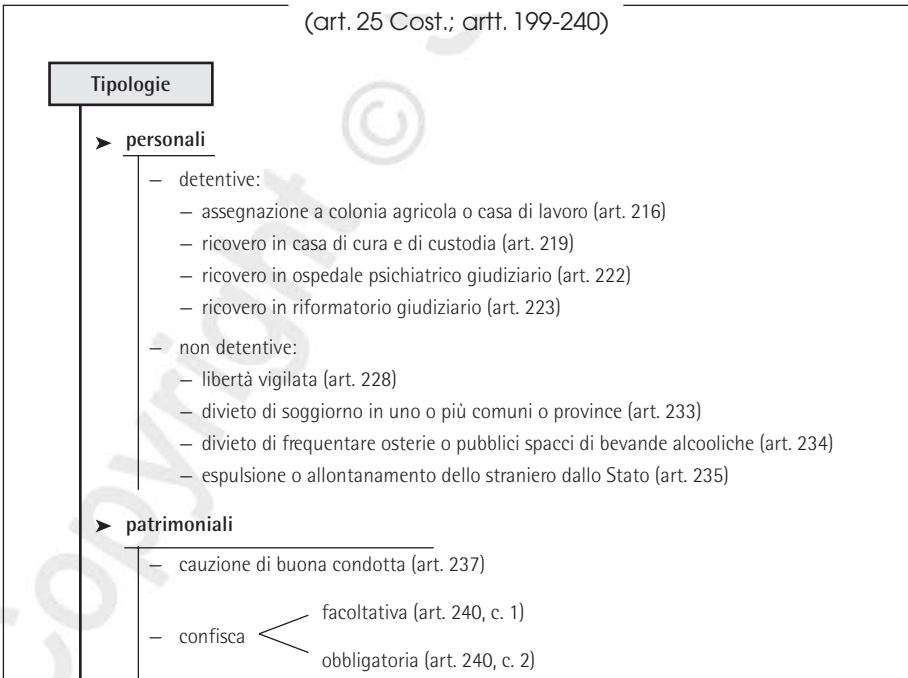 (art. 25 Cost.; artt. 199-240)
Tipologie
➤ personali
– detentive:
– assegnazione a colonia agricola o casa di lavoro (art. 216)
– ricovero in casa di cura e di custodia (art. 219)
– ricovero in ospedale psichiatrico giudiziario (art. 222)
– ricovero in riformatorio giudiziario (art. 223)
– non detentive:
– libertà vigilata (art. 228)
– divieto di soggiorno in uno o più comuni o province (art. 233)
– divieto di frequentare osterie o pubblici spacci di bevande alcooliche (art. 234)
– espulsione o allontanamento dello straniero dallo Stato (art. 235)
➤ patrimoniali
– cauzione di buona condotta (art. 237)
facoltativa (art. 240, c. 1)
– confisca
obbligatoria (art. 240, c. 2)
Copyright ©